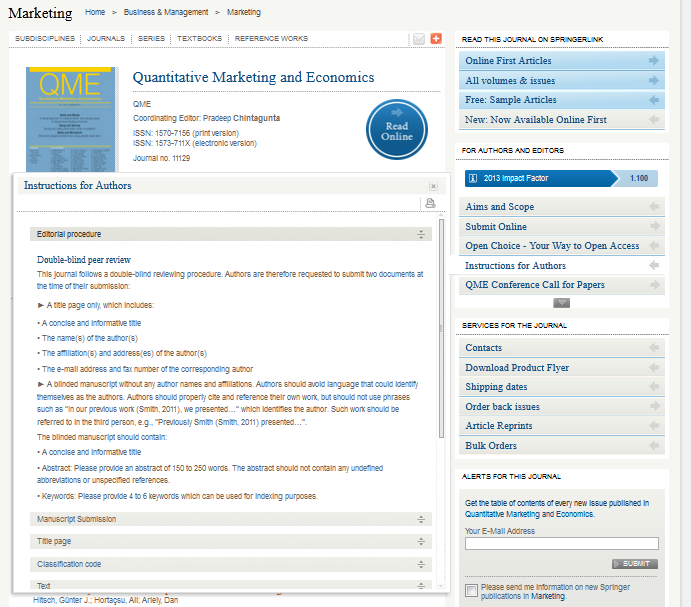 Marketing Home > Business & Management > Marketing
SUBDISCIPLINES JOURNALS SERIES TEXTBOOKS REFERENCE WORKS
QME
Quantitative Marketing and Economics
QME
Coordinating Editor: Pradeep Chintagunta
ISSN: 1570-7156 (print version)
ISSN: 1573-711X (electronic version)
Journal no. 11129
Read
Online
Instructions for Authors
Editorial procedure
Double-blind peer review
This journal follows a double-blind reviewing procedure. Authors are therefore requested to submit two documents at
the time of their submission:
► A title page only, which includes:
• A concise and informative title
• The name(s) of the author(s)
• The affiliation(s) and address(es) of the author(s)
• The e-mail address and fax number of the corresponding author
► A blinded manuscript without any author names and affiliations. Authors should avoid language that could identify
themselves as the authors. Authors should properly cite and reference their own work, but should not use phrases
such as "in our previous work (Smith, 2011), we presented…" which identifies the author. Such work should be
referred to in the third person, e.g., "Previously Smith (Smith, 2011) presented…".
The blinded manuscript should contain:
• A concise and informative title
• Abstract: Please provide an abstract of 150 to 250 words. The abstract should not contain any undefined
abbreviations or unspecified references.
• Keywords: Please provide 4 to 6 keywords which can be used for indexing purposes.
Manuscript Submission
Title page
Classification code
Text
Hitsch, Günter J.; Hortaçsu, Ali; Ariely, Dan
READ THIS JOURNAL ON SPRINGERLINK
Online First Articles
All volumes & issues
Free: Sample Articles
New: Now Available Online First
FOR AUTHORS AND EDITORS
2013 Impact Factor 1.100
Aims and Scope
Submit Online
Open Choice - Your Way to Open Access
Instructions for Authors
QME Conference Call for Papers
SERVICES FOR THE JOURNAL
Contacts
Download Product Flyer
Shipping dates
Order back issues
Article Reprints
Bulk Orders
ALERTS FOR THIS JOURNAL
Get the table of contents of every new issue published in
Quantitative Marketing and Economics.
Your E-Mail Address
SUBMIT
Please send me information on new Springer
publications in Marketing.